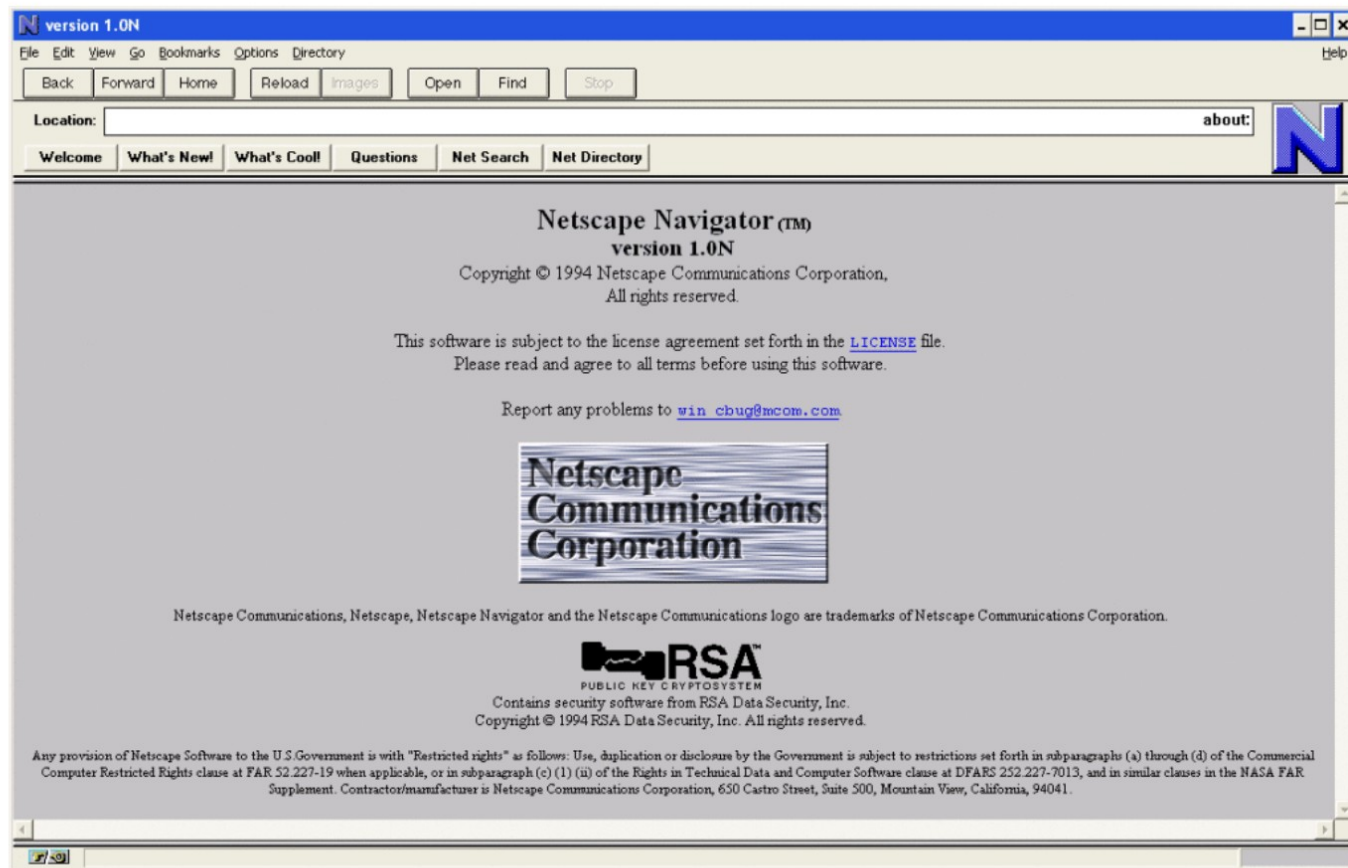 version 1.0N
File Edit View Go Bookmarks Options Directory Help
Back Forward Home Reload Images Open Find Stop
Location: about:
N
Welcome What's New! What's Cool! Questions Net Search Net Directory
Netscape Navigator (TM)
version 1.0N
Copyright © 1994 Netscape Communications Corporation,
All rights reserved.
This software is subject to the license agreement set forth in the LICENSE file.
Please read and agree to all terms before using this software.
Report any problems to win_cbug@mcom.com.
Netscape
Communications
Corporation
Netscape Communications, Netscape, Netscape Navigator and the Netscape Communications logo are trademarks of Netscape Communications Corporation.
RSA™
PUBLIC KEY CRYPTOSYSTEM
Contains security software from RSA Data Security, Inc.
Copyright © 1994 RSA Data Security, Inc. All rights reserved.
Any provision of Netscape Software to the U.S.Government is with "Restricted rights" as follows: Use, duplication or disclosure by the Government is subject to restrictions set forth in subparagraphs (a) through (d) of the Commercial
Computer Restricted Rights clause at FAR 52.227-19 when applicable, or in subparagraph (c) (1) (ii) of the Rights in Technical Data and Computer Software clause at DFARS 252.227-7013, and in similar clauses in the NASA FAR
Supplement. Contractor/manufacturer is Netscape Communications Corporation, 650 Castro Street, Suite 500, Mountain View, California, 94041.